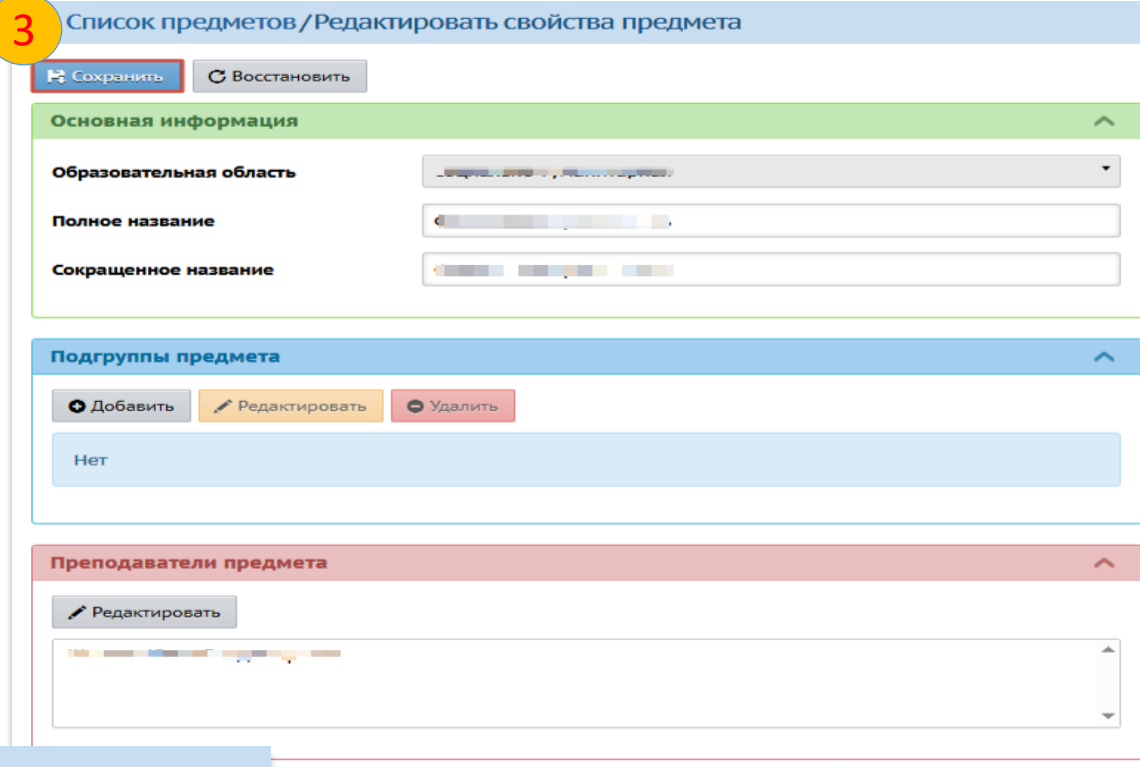 3
Список предметов/Редактировать свойства предмета
Сохранить Восстановить
Основная информация
Образовательная область
Полное название
Сокращенное название
Подгруппы предмета
Добавить Редактировать Удалить
Нет
Преподаватели предмета
Редактировать